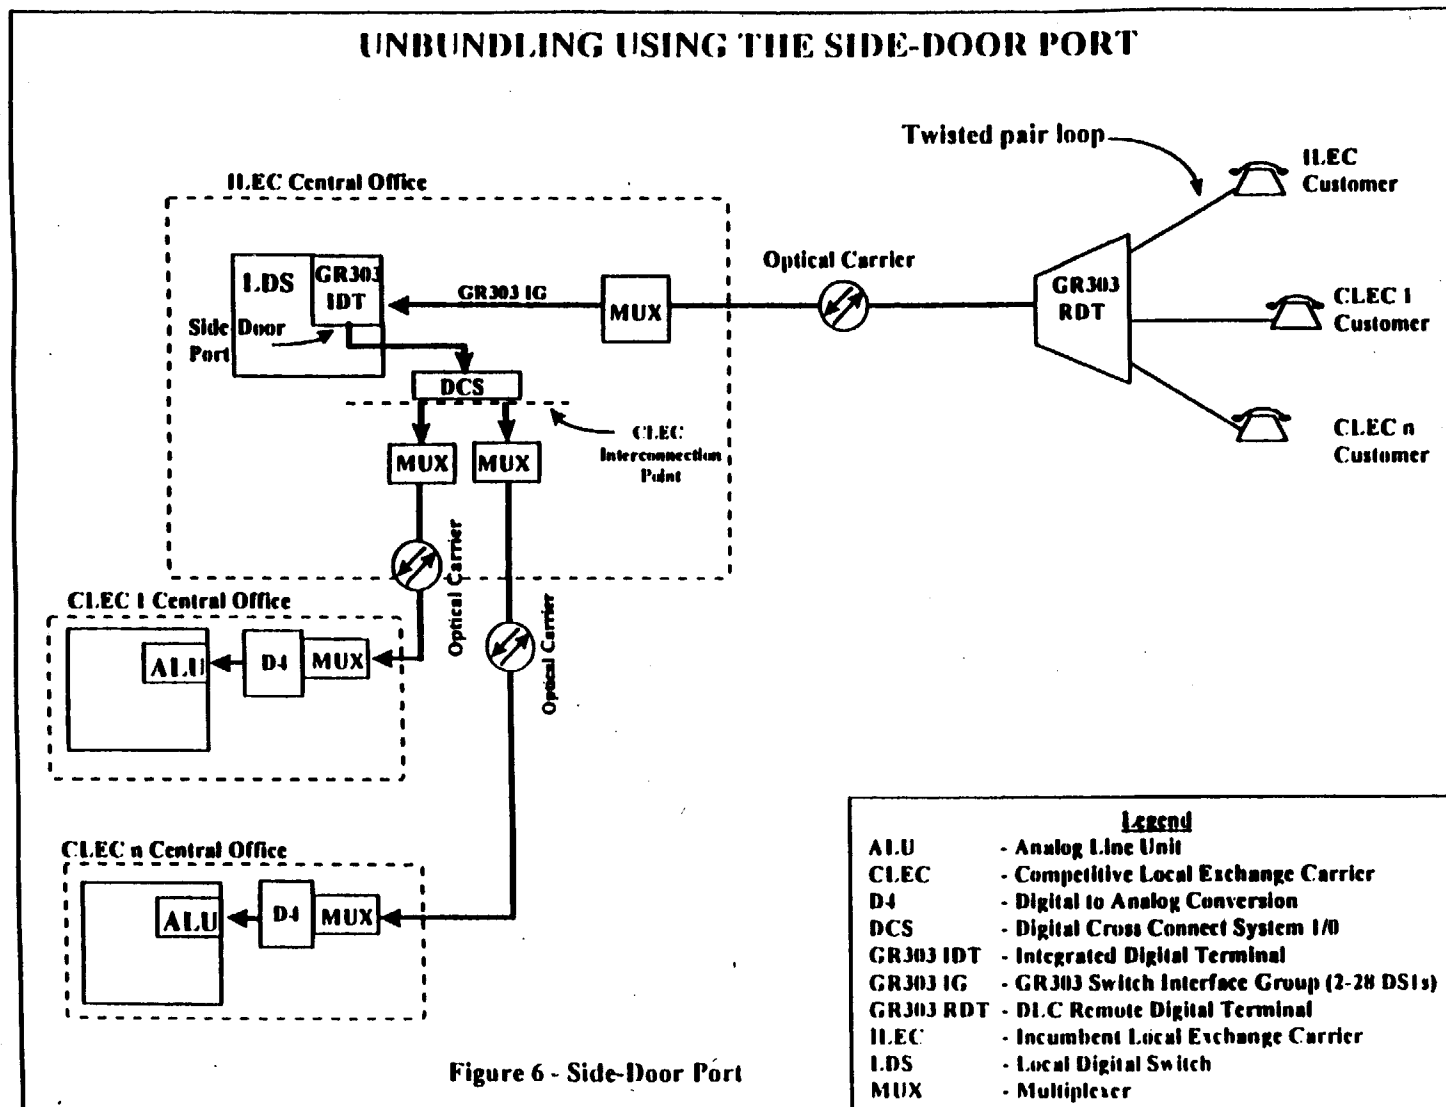 UNBUNDLING USING THE SIDE-DOOR PORT
Twisted pair loop
ILEC
Customer
ILEC Central Office
Optical Carrier
LDS
GR303
IDT
GR303 IG
MUX
GR303
RDT
CLEC 1
Customer
Side Door
Port
DCS
CLEC
Interconnection
Point
MUX
MUX
CLEC n
Customer
Optical Carrier
Optical Carrier
CLEC 1 Central Office
ALU
D4
MUX
CLEC n Central Office
ALU
D4
MUX
Legend
ALU - Analog Line Unit
CLEC - Competitive Local Exchange Carrier
D4 - Digital to Analog Conversion
DCS - Digital Cross Connect System 1/0
GR303 IDT - Integrated Digital Terminal
GR303 IG - GR303 Switch Interface Group (2-28 DS1s)
GR303 RDT - DLC Remote Digital Terminal
ILEC - Incumbent Local Exchange Carrier
LDS - Local Digital Switch
MUX - Multiplexer
Figure 6 - Side-Door Port